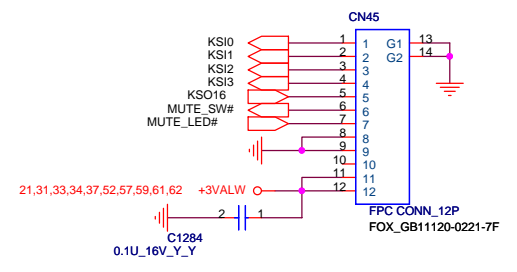 CN45
KSI0 1 1 G1 13
KSI1 2 2 G2 14
KSI2 3 3
KSI3 4 4
KSO16 5 5
MUTE_SW# 6 6
MUTE_LED# 7 7
8 8
9 9
10 10
11 11
21,31,33,34,37,52,57,59,61,62 +3VALW 12 12
2 1
C1284
0.1U_16V_Y_Y
FPC CONN_12P
FOX_GB11120-0221-7F